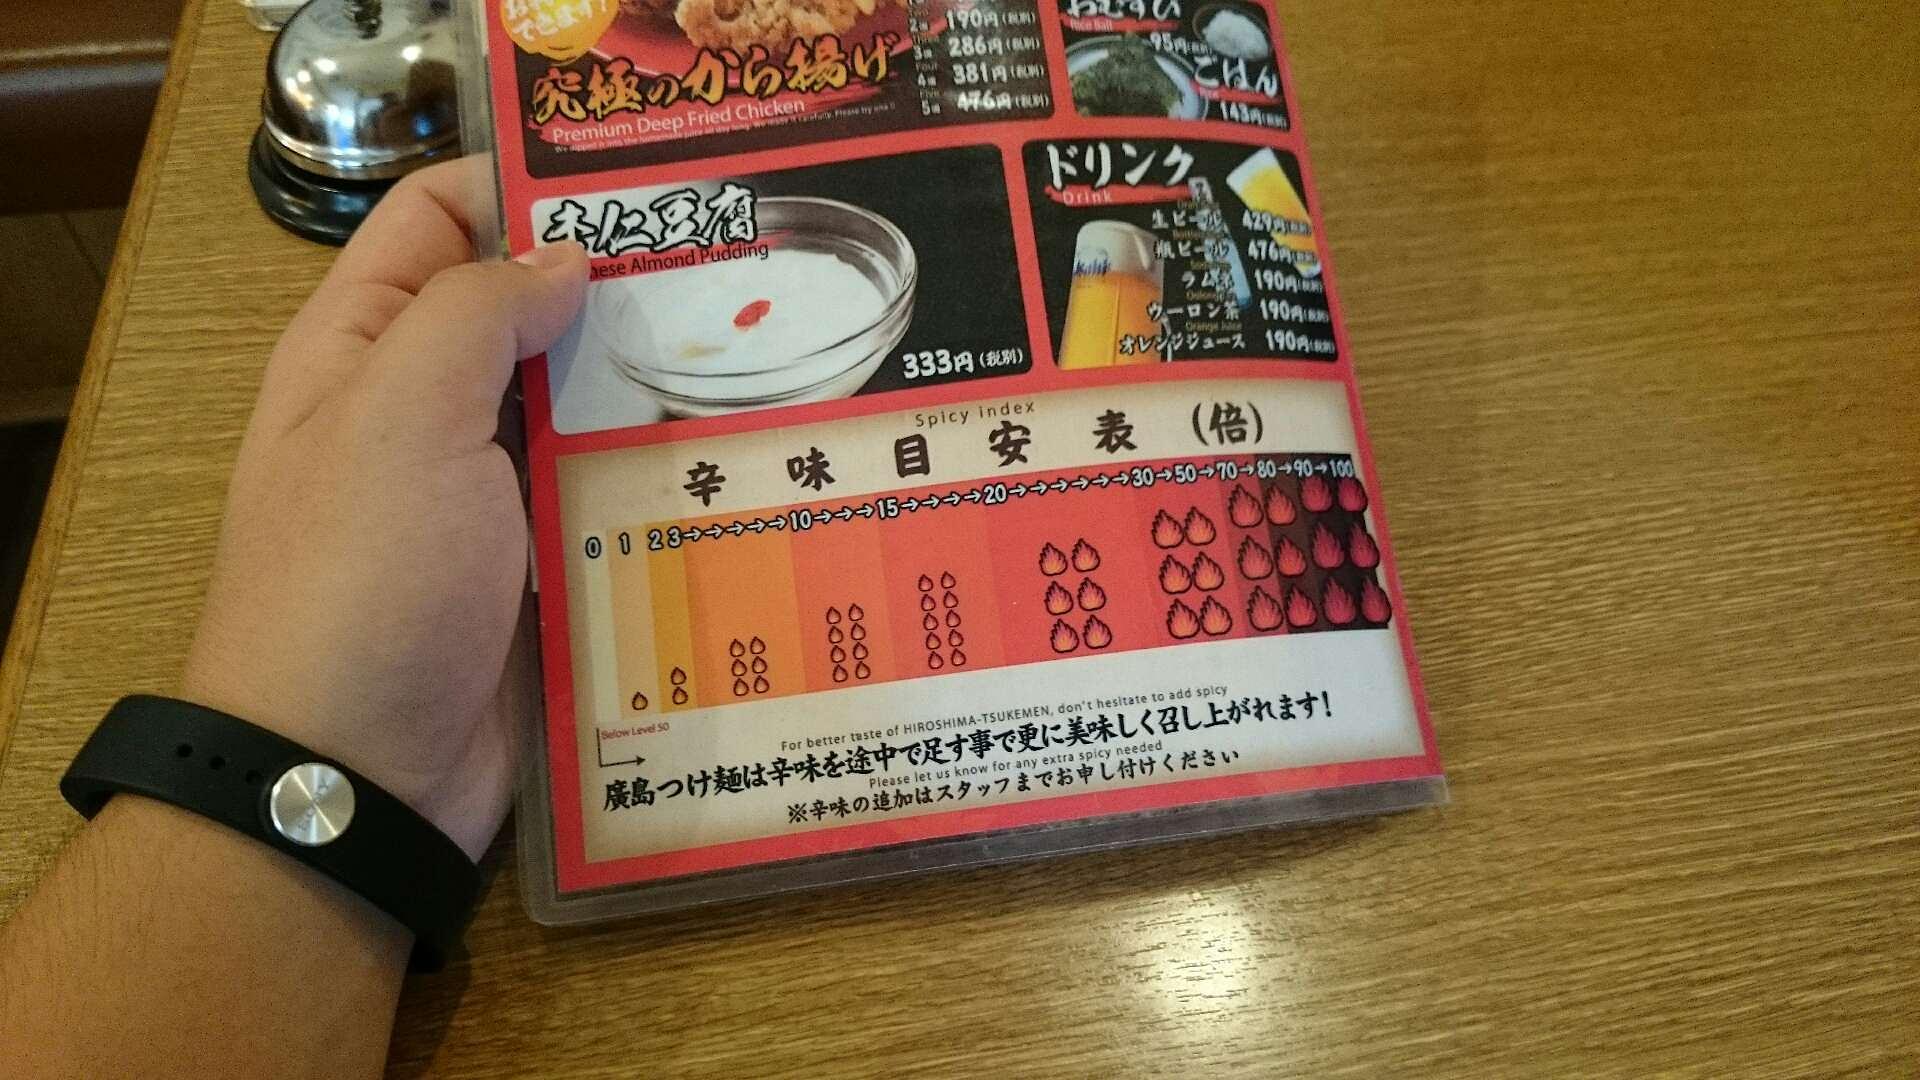 できます!
究極のから揚げ
Premium Deep Fried Chicken
2個 190円(税別)
3個 286円(税別)
Four
4個 381円(税別)
Five
5個 476円(税別)
おむすび
Rice Ball
95円(税別)
ごはん
143円(税別)
杏仁豆腐
nese Almond Pudding
333円(税別)
ドリンク
Drink
生ビール 429円(税別)
瓶ビール 476円(税別)
ラムネ 190円(税別)
ウーロン茶 190円(税別)
Orange Juice
オレンジジュース 190円(税別)
Asahi
Spicy index
辛味目安表(倍)
0 1 2 3→→→→→10→→→15→→→→20→→→→→→30→50→70→80→90→100
Below Level 50
For better taste of HIROSHIMA-TSUKEMEN, don't hesitate to add spicy
廣島つけ麺は辛味を途中で足す事で更に美味しく召し上がれます!
Please let us know for any extra spicy needed
※辛味の追加はスタッフまでお申し付けください
SONY